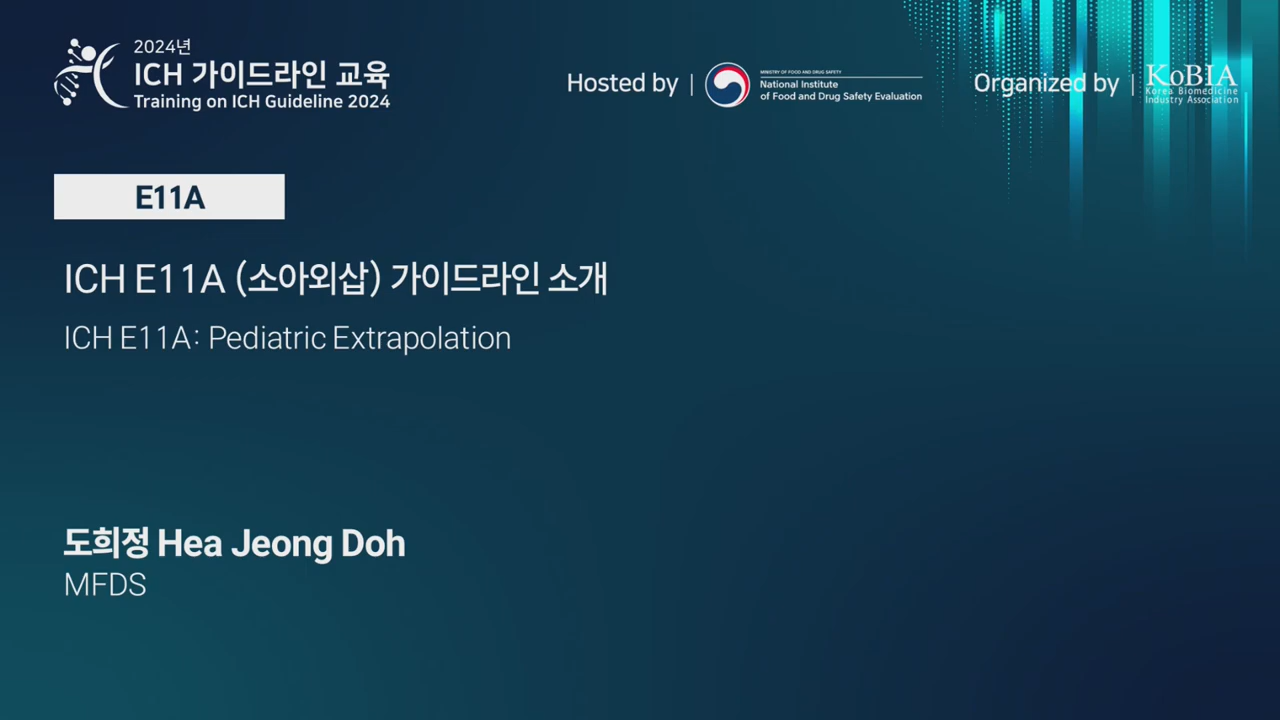 2024년
ICH 가이드라인 교육
Training on ICH Guideline 2024
Hosted by
MINISTRY OF FOOD AND DRUG SAFETY
National Institute
of Food and Drug Safety Evaluation
Organized by
KoBIA
Korea Biomedicine
Industry Association
E11A
ICH E11A (소아외삽) 가이드라인 소개
ICH E11A: Pediatric Extrapolation
도희정 Hea Jeong Doh
MFDS